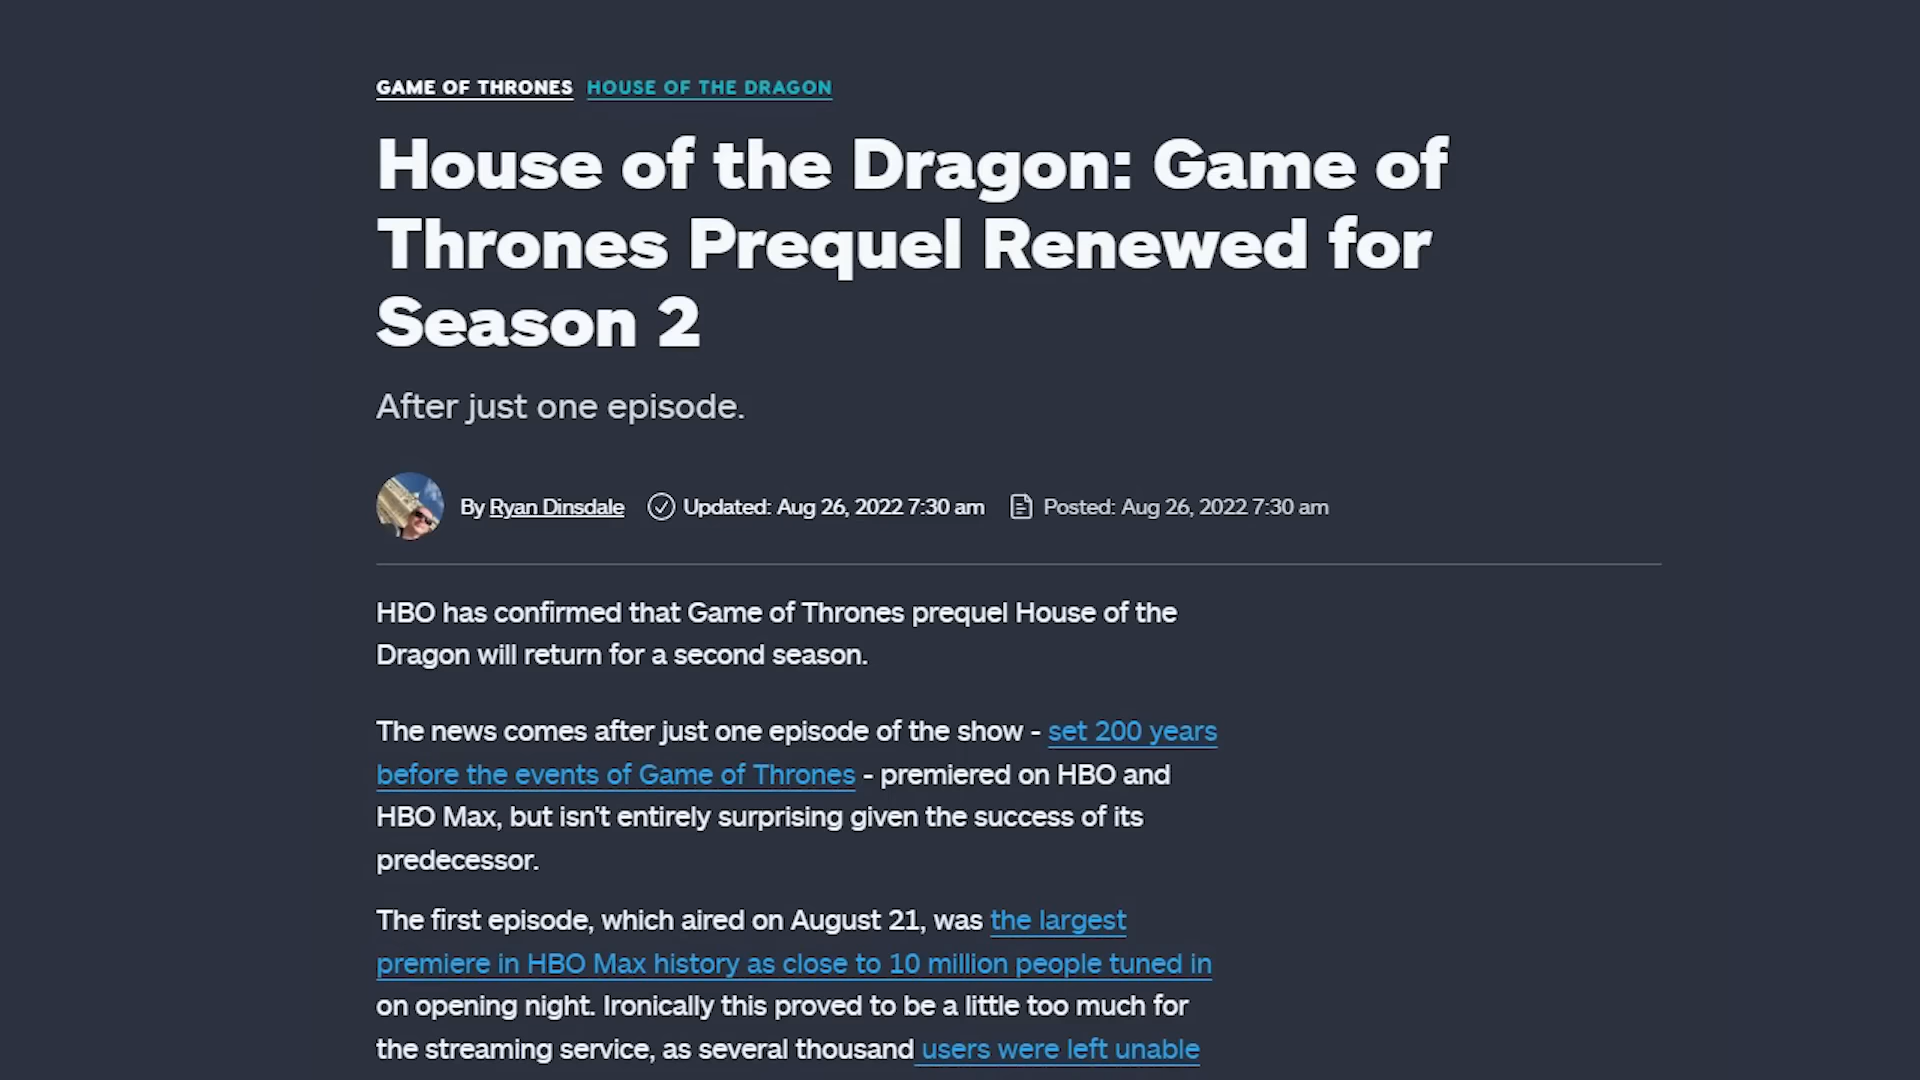 GAME OF THRONES HOUSE OF THE DRAGON
House of the Dragon: Game of
Thrones Prequel Renewed for
Season 2
After just one episode.
By Ryan Dinsdale Updated: Aug 26, 2022 7:30 am Posted: Aug 26, 2022 7:30 am
HBO has confirmed that Game of Thrones prequel House of the
Dragon will return for a second season.
The news comes after just one episode of the show - set 200 years
before the events of Game of Thrones - premiered on HBO and
HBO Max, but isn't entirely surprising given the success of its
predecessor.
The first episode, which aired on August 21, was the largest
premiere in HBO Max history as close to 10 million people tuned in
on opening night. Ironically this proved to be a little too much for
the streaming service, as several thousand users were left unable